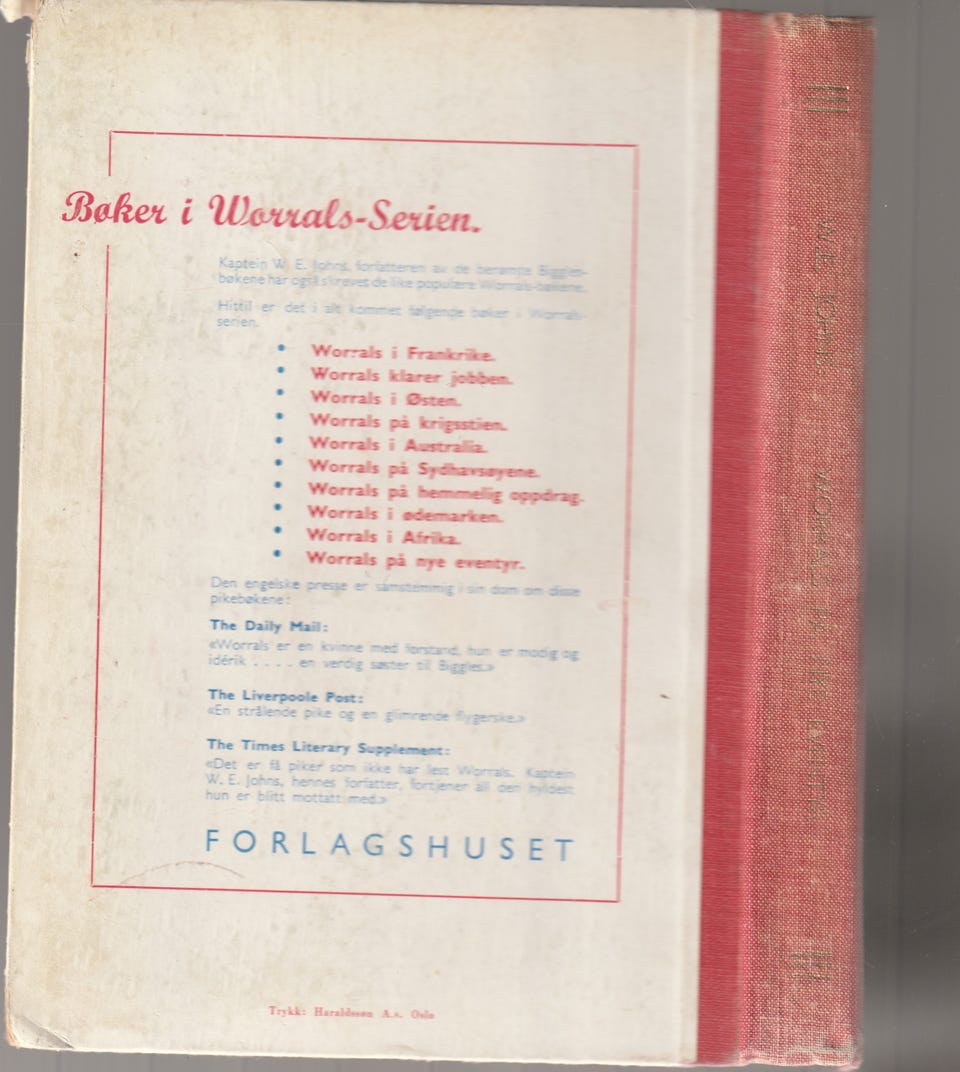 Bøker i Worrals-Serien.
Kaptein W. E. Johns, forfatteren av de berømte Biggles-
bøkene har også skrevet de like populære Worrals-bøkene.
Hittil er det i alt kommet følgende bøker i Worrals-
serien.
• Worrals i Frankrike.
• Worrals klarer jobben.
• Worrals i Østen.
• Worrals på krigsstien.
• Worrals i Australia.
• Worrals på Sydhavsøyene.
• Worrals på hemmelig oppdrag.
• Worrals i ødemarken.
• Worrals i Afrika.
• Worrals på nye eventyr.
Den engelske presse er samstemmig i sin dom om disse
pikebøkene:
The Daily Mail:
«Worrals er en kvinne med forstand, hun er modig og
idérik . . . . en verdig søster til Biggles.»
The Liverpoole Post:
«En strålende pike og en glimrende flygerske.»
The Times Literary Supplement:
«Det er få piker som ikke har lest Worrals. Kaptein
W. E. Johns, hennes forfatter, fortjener all den hyldest
hun er blitt mottatt med.»
FORLAGSHUSET
Trykk: Haraldssøn A.s. Oslo